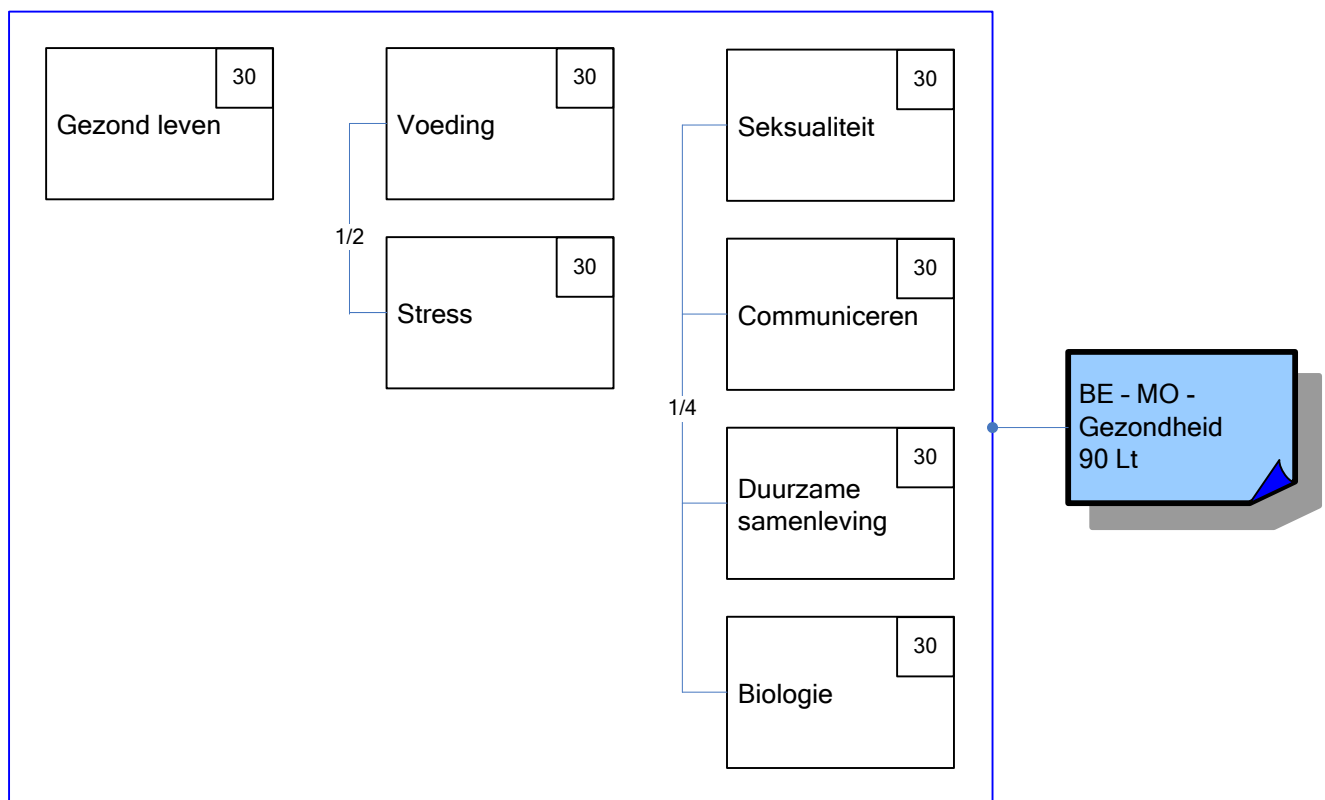 30
Gezond leven
30
Voeding
1/2
30
Stress
30
Seksualiteit
30
Communiceren
1/4
30
Duurzame
samenleving
30
Biologie
BE - MO -
Gezondheid
90 Lt